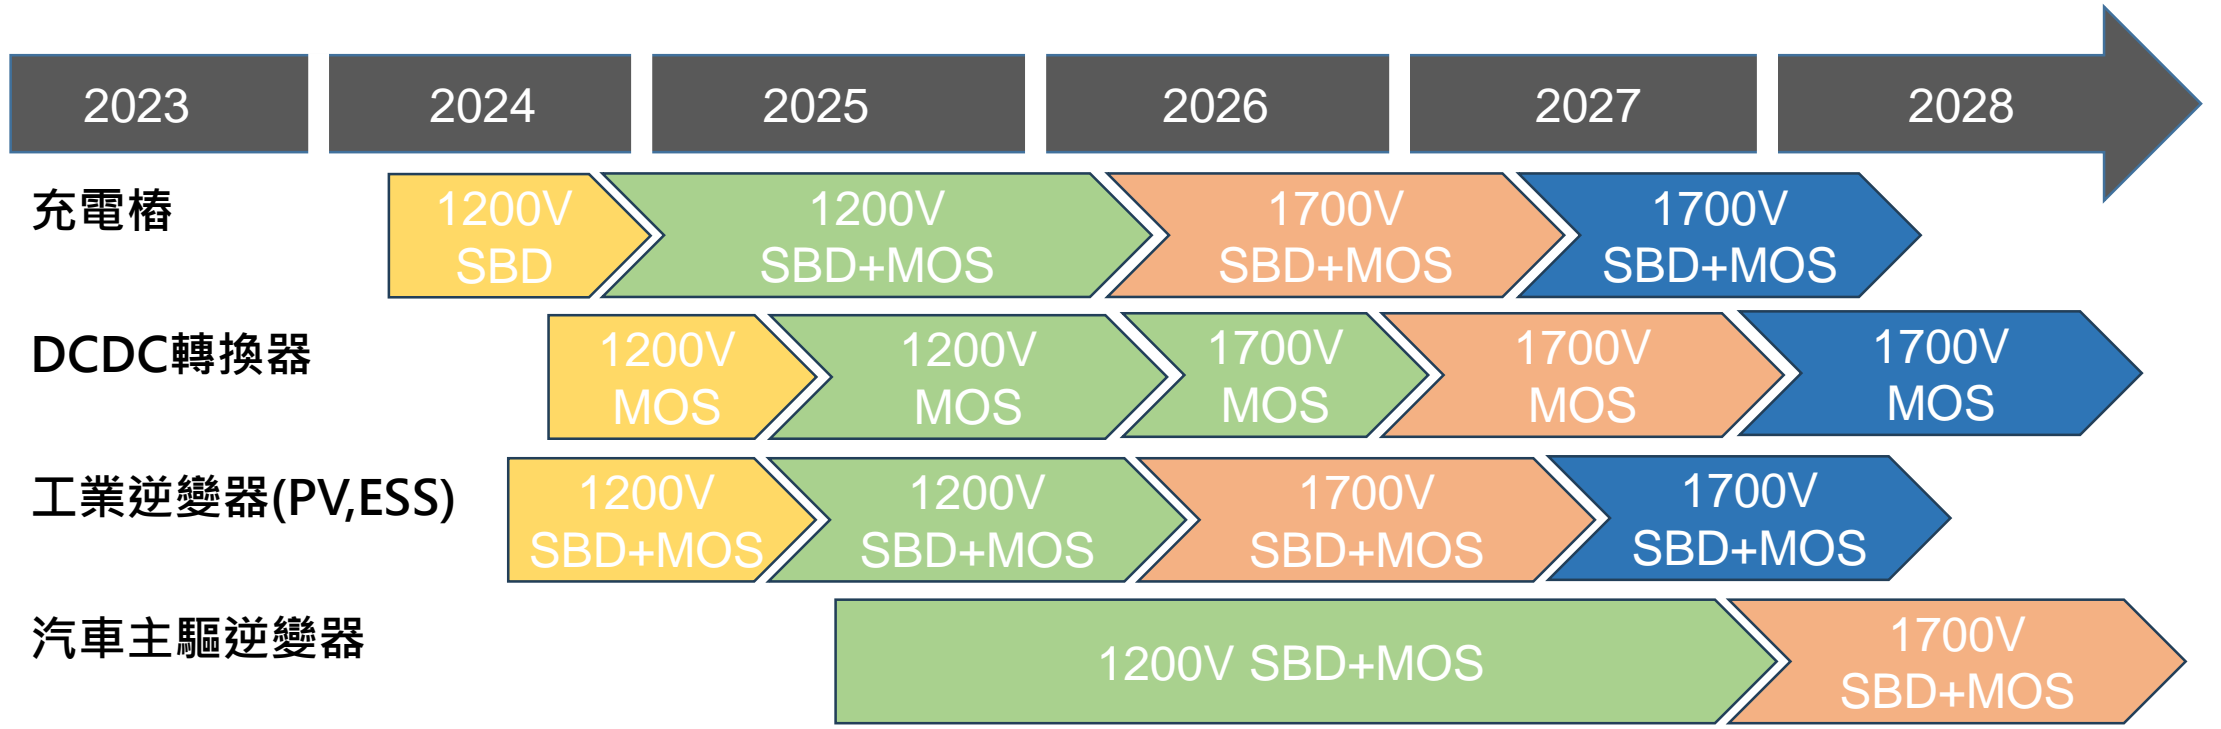 2023 2024 2025 2026 2027 2028
充電樁
1200V
SBD
1200V
SBD+MOS
1700V
SBD+MOS
1700V
SBD+MOS
DCDC轉換器
1200V
MOS
1200V
MOS
1700V
MOS
1700V
MOS
1700V
MOS
工業逆變器(PV,ESS)
1200V
SBD+MOS
1200V
SBD+MOS
1700V
SBD+MOS
1700V
SBD+MOS
汽車主驅逆變器
1200V SBD+MOS
1700V
SBD+MOS